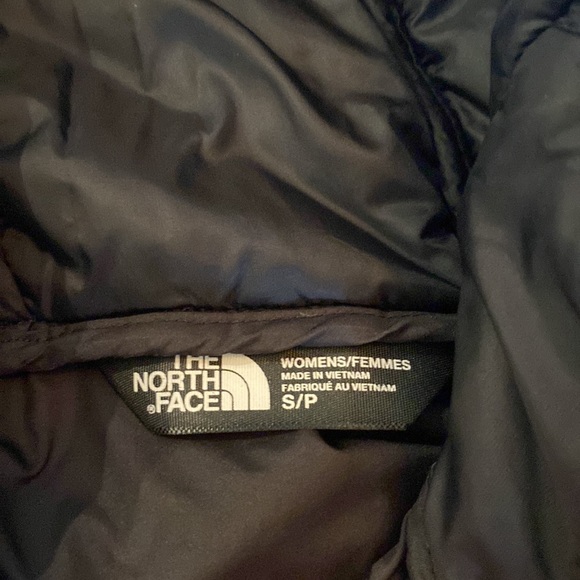 THE
NORTH
®FACE
WOMENS/FEMMES
MADE IN VIETNAM
FABRIQUÉ AU VIETNAM
S/P